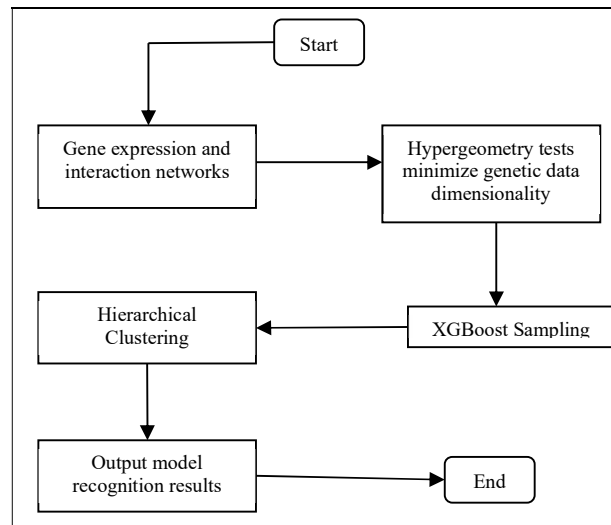 Start
Gene expression and
interaction networks
Hypergeometry tests
minimize genetic data
dimensionality
XGBoost Sampling
Hierarchical
Clustering
Output model
recognition results
End